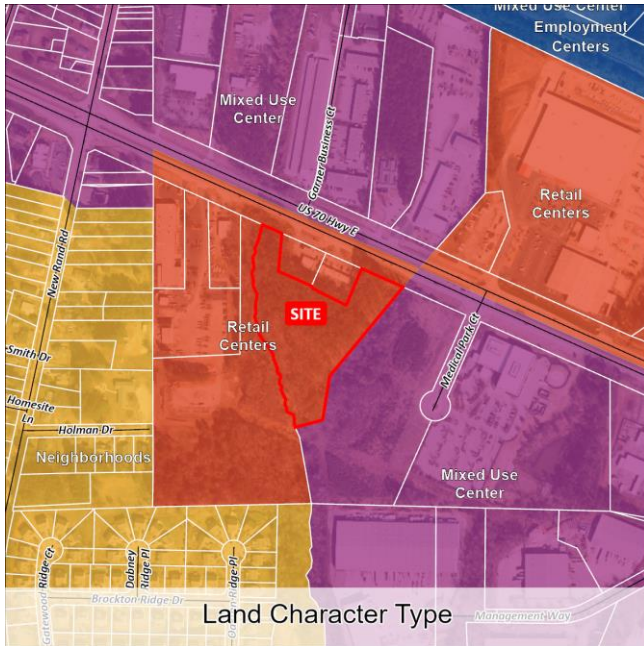 Mixed Use Center
Employment
Centers
Mixed Use
Center
Garner Business Ct
Retail
Centers
US 70 Hwy E
New Rand Rd
SITE
Retail
Centers
Medical Park Ct
Smith Dr
Homesite
Ln
Holman Dr
Neighborhoods
Mixed Use
Center
Gatewood
Ridge Ct
Dabney
Ridge Pl
Ridge Pl
Brockton Ridge Dr
Land Character Type
Management Way